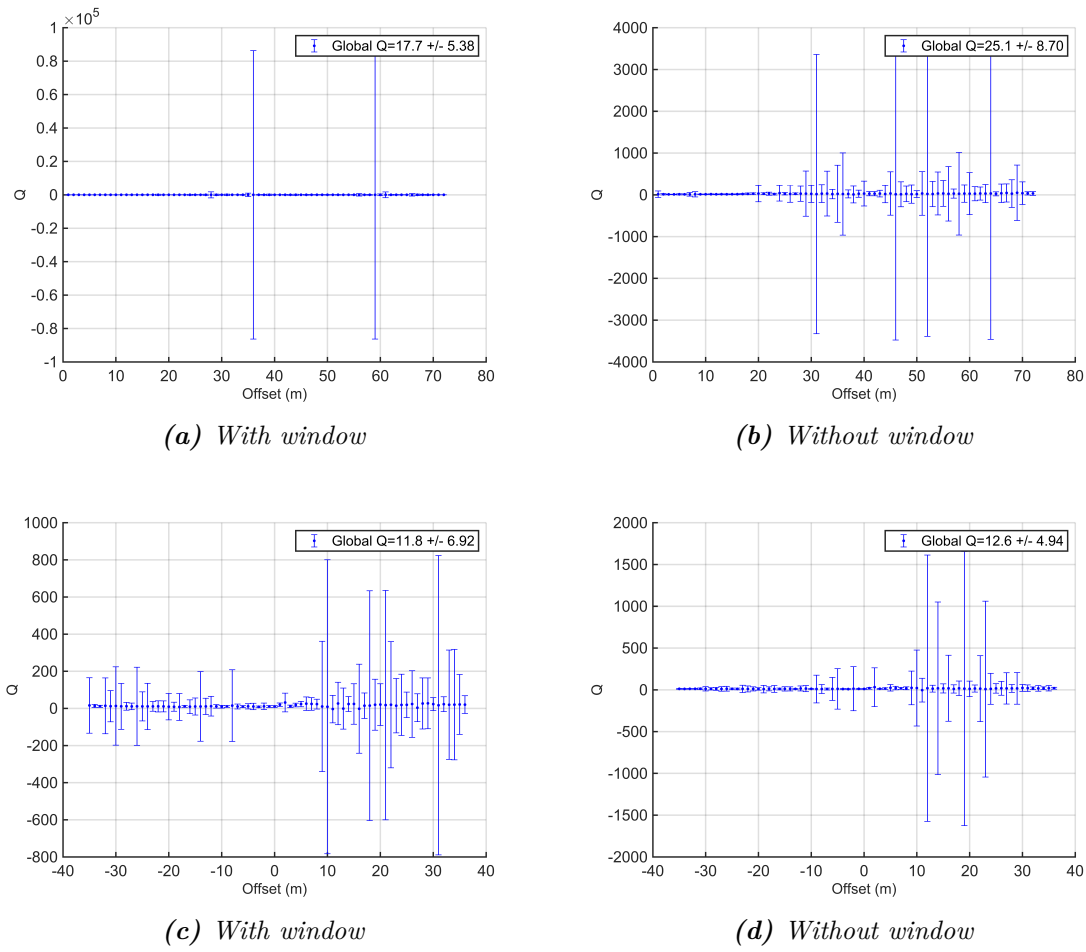 ×10^5
1
0.8
0.6
0.4
0.2
0
-0.2
-0.4
-0.6
-0.8
-1
Q
Global Q=17.7 +/- 5.38
0 10 20 30 40 50 60 70 80
Offset (m)
(a) With window
4000
3000
2000
1000
0
-1000
-2000
-3000
-4000
Q
Global Q=25.1 +/- 8.70
0 10 20 30 40 50 60 70 80
Offset (m)
(b) Without window
1000
800
600
400
200
0
-200
-400
-600
-800
Q
Global Q=11.8 +/- 6.92
-40 -30 -20 -10 0 10 20 30 40
Offset (m)
(c) With window
2000
1500
1000
500
0
-500
-1000
-1500
-2000
Q
Global Q=12.6 +/- 4.94
-40 -30 -20 -10 0 10 20 30 40
Offset (m)
(d) Without window